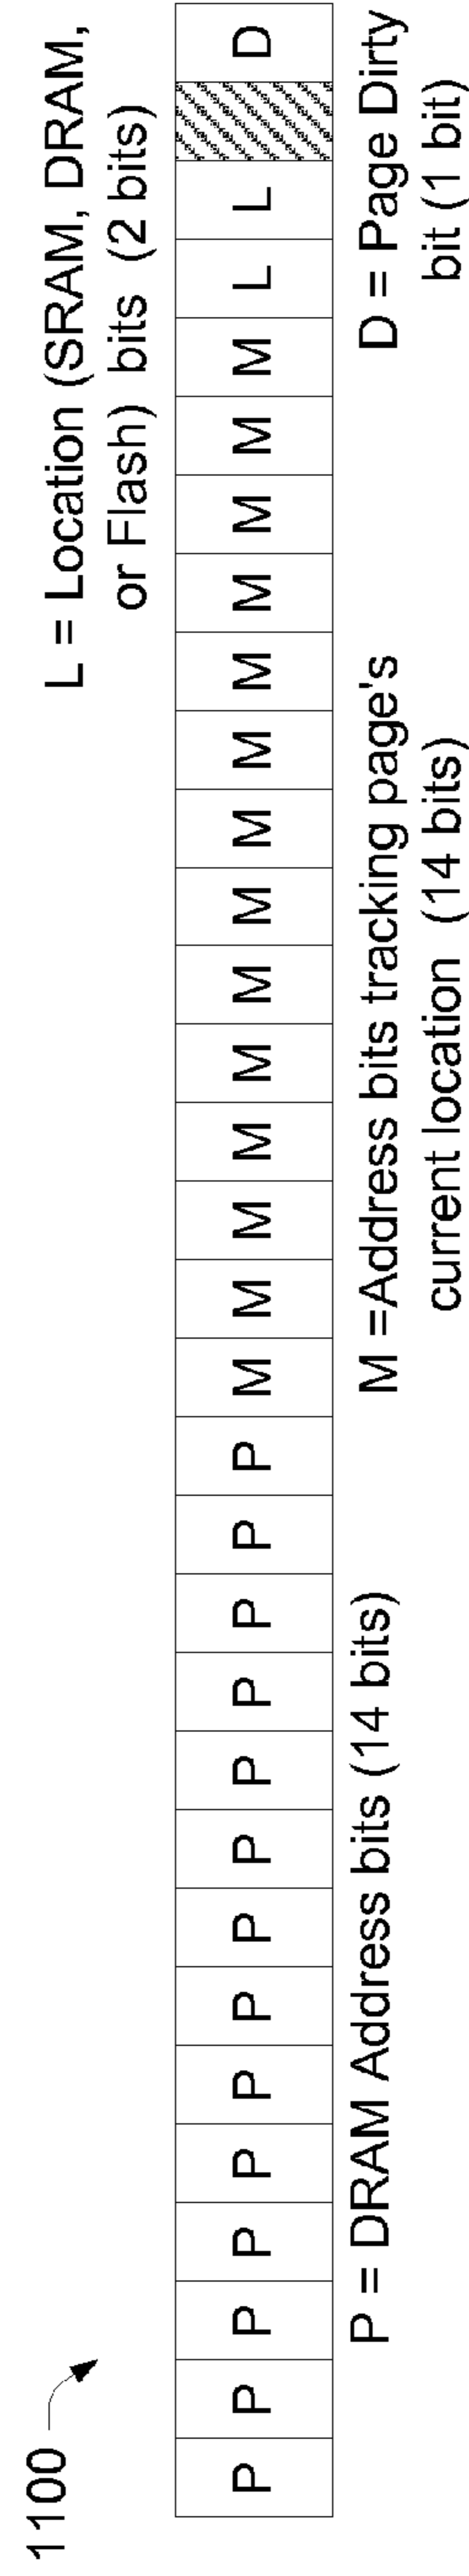 1100
L = Location (SRAM, DRAM,
or Flash) bits (2 bits)
P P P P P P P P P P P P P P M M M M M M M M M M M M M M L L D
P = DRAM Address bits (14 bits)
M =Address bits tracking page's
current location (14 bits)
D = Page Dirty
bit (1 bit)